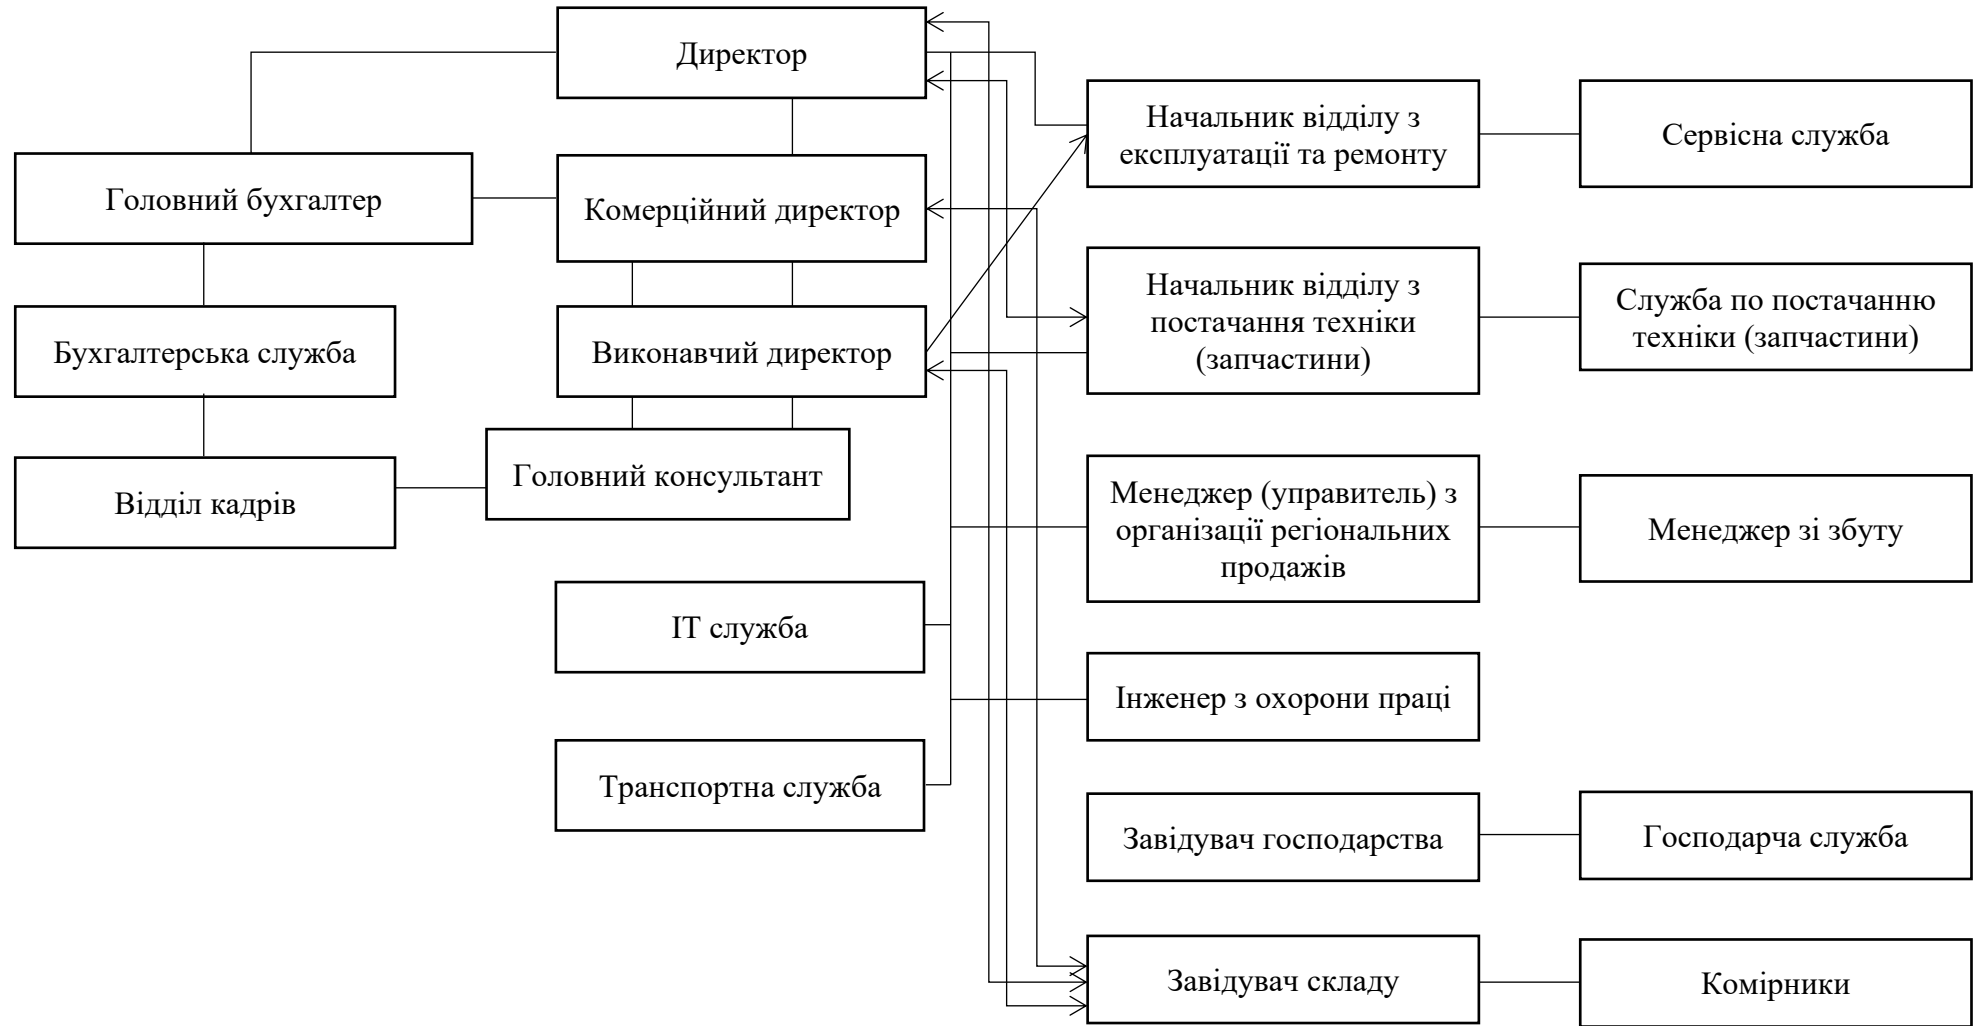 Директор
Начальник відділу з
експлуатації та ремонту
Сервісна служба
Головний бухгалтер
Комерційний директор
Начальник відділу з
постачання техніки
(запчастини)
Служба по постачанню
техніки (запчастини)
Бухгалтерська служба
Виконавчий директор
Відділ кадрів
Головний консультант
Менеджер (управитель) з
організації регіональних
продажів
Менеджер зі збуту
ІТ служба
Інженер з охорони праці
Транспортна служба
Завідувач господарства
Господарча служба
Завідувач складу
Комірники